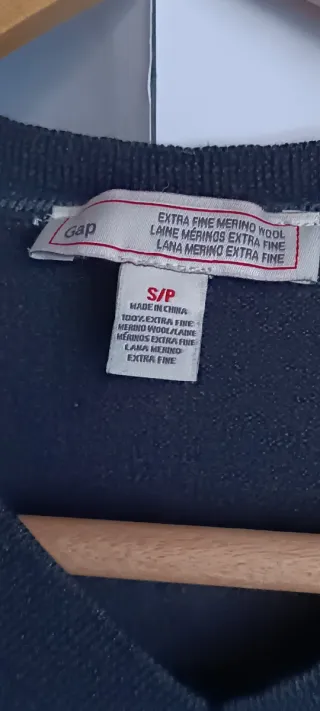 Gap
EXTRA FINE MERINO WOOL
LAINE MÉRINOS EXTRA FINE
LANA MERINO EXTRA FINE
S/P
MADE IN CHINA
100% EXTRA FINE
MERINO WOOL/LAINE
MÉRINOS EXTRA FINE
LANA MERINO
EXTRA FINE